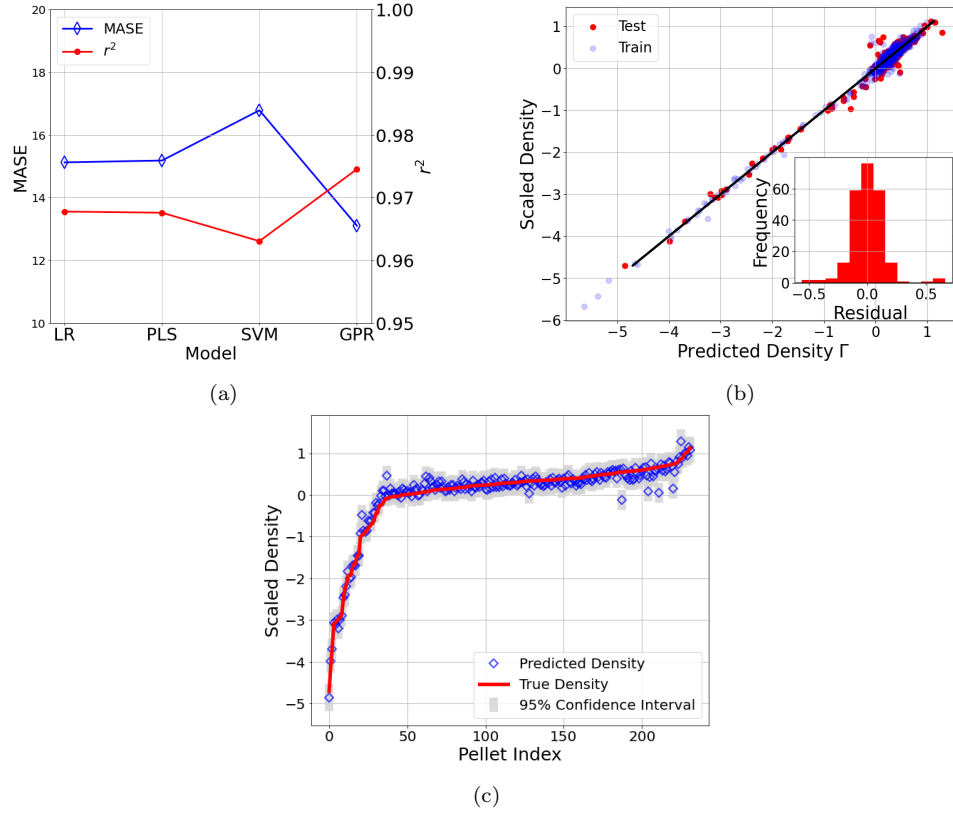 20
18
16
14
12
10
MASE
MASE
r²
1.00
0.99
0.98
0.97
0.96
0.95
r²
LR PLS SVM GPR
Model
(a)
1
0
−1
−2
−3
−4
−5
−6
Scaled Density
Test
Train
60
40
20
0
Frequency
−0.5 0.0 0.5
Residual
−5 −4 −3 −2 −1 0 1
Predicted Density Γ
(b)
1
0
−1
−2
−3
−4
−5
Scaled Density
Predicted Density
True Density
95% Confidence Interval
0 50 100 150 200
Pellet Index
(c)